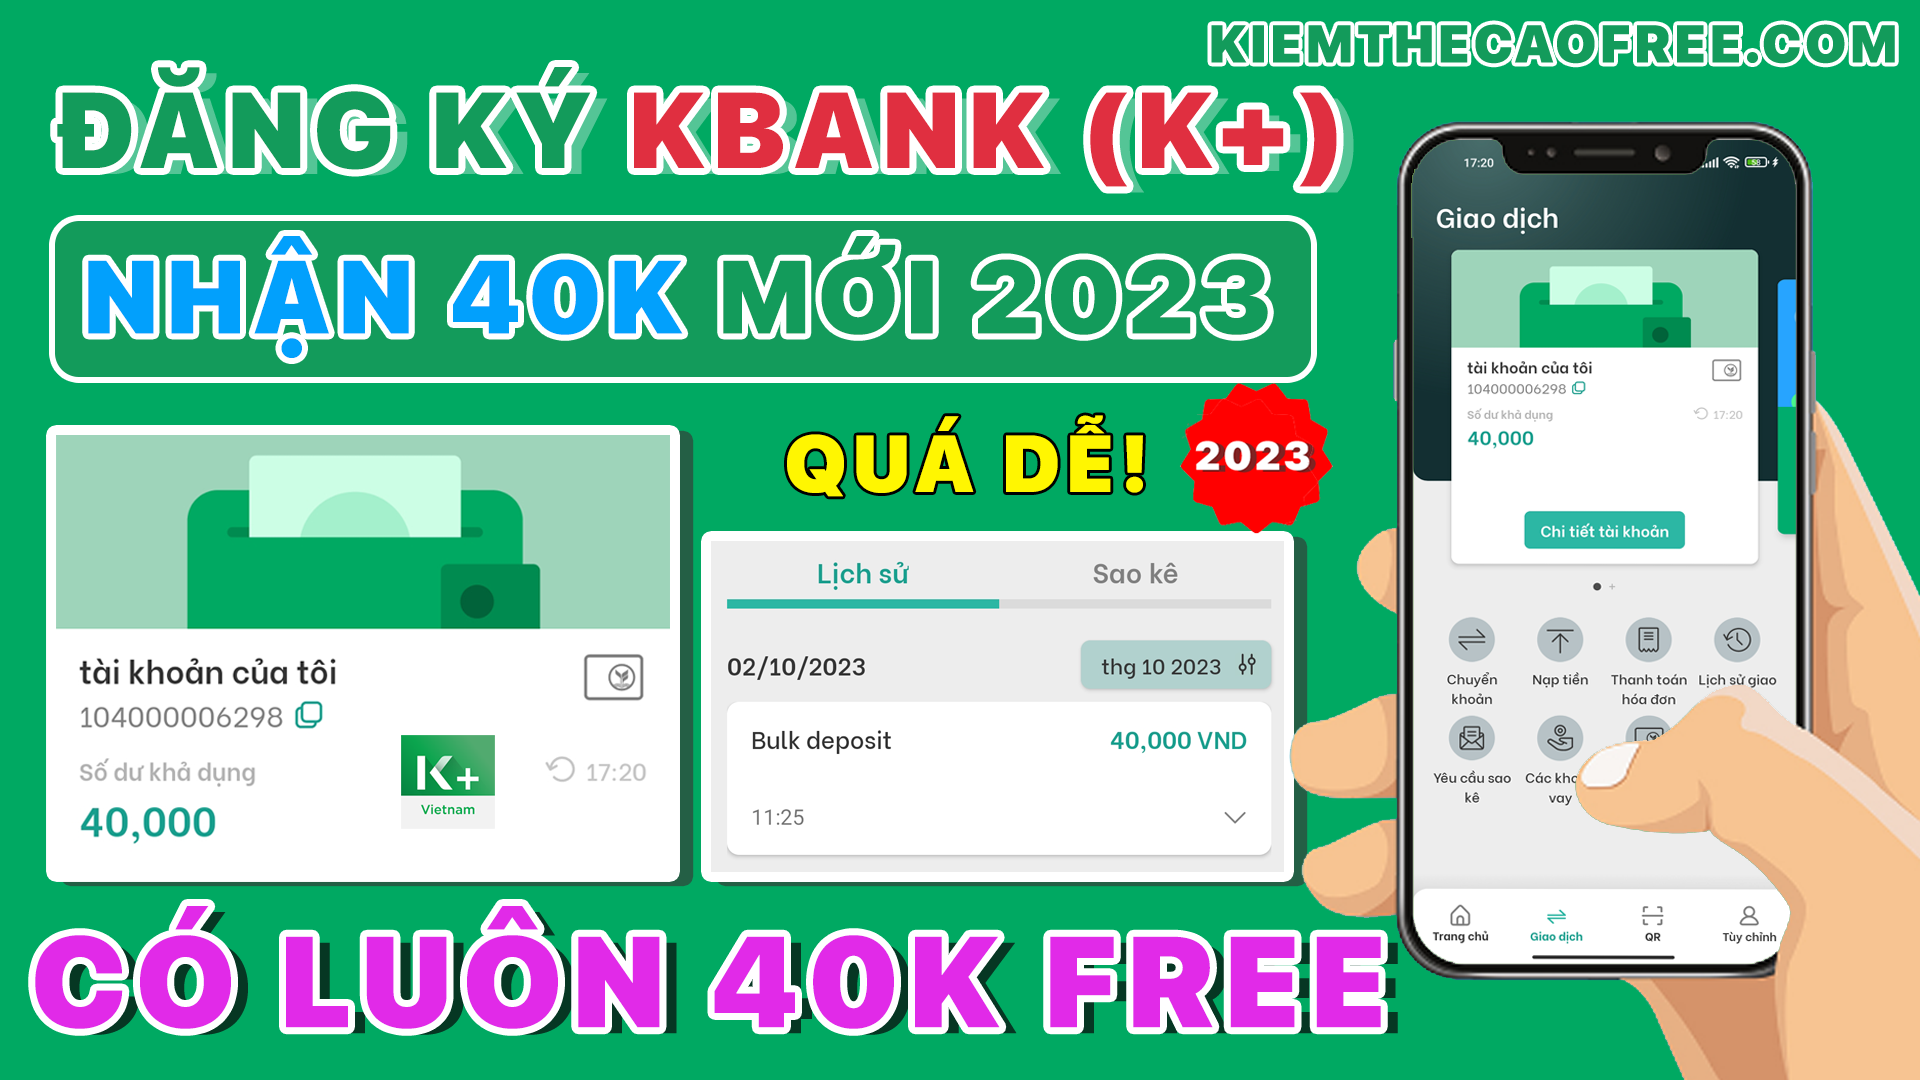 KIEMTHECAOFREE.COM
ĐĂNG KÝ KBANK (K+)
NHẬN 40K MỚI 2023
QUÁ DỄ!
2023
tài khoản của tôi
104000006298
Số dư khả dụng
17:20
40,000
K+
Vietnam
Lịch sử
Sao kê
02/10/2023
thg 10 2023
Bulk deposit
40,000 VND
11:25
CÓ LUÔN 40K FREE
17:20
58
Giao dịch
tài khoản của tôi
104000006298
Số dư khả dụng
17:20
40,000
Chi tiết tài khoản
Chuyển khoản
Nạp tiền
Thanh toán hóa đơn
Lịch sử giao
Yêu cầu sao kê
Các kho
vay
Trang chủ
Giao dịch
QR
Tùy chỉnh